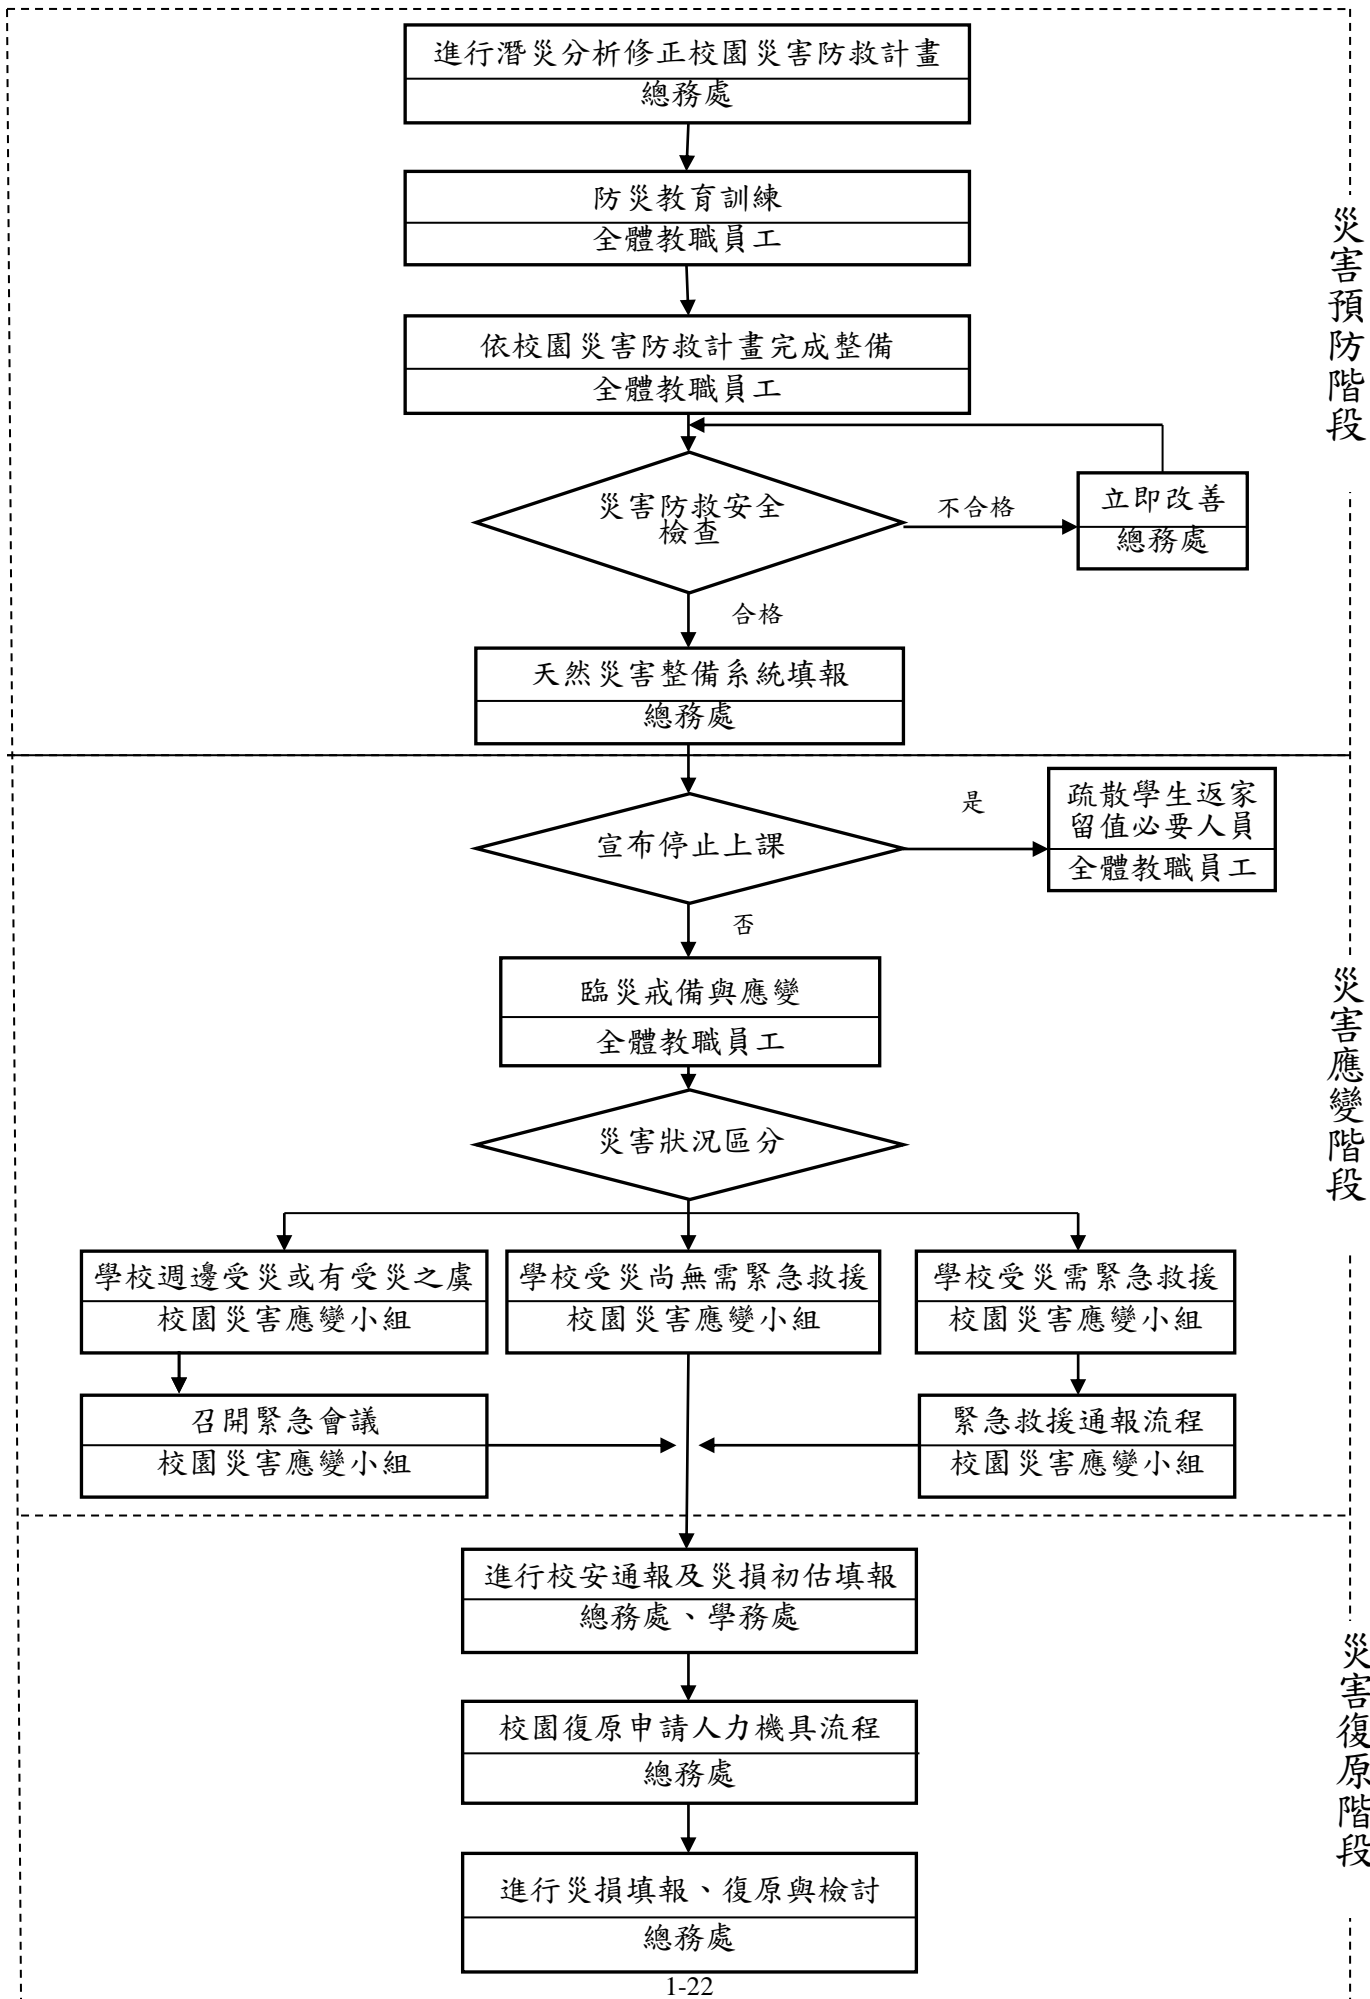 進行潛災分析修正校園災害防救計畫
總務處
防災教育訓練
全體教職員工
依校園災害防救計畫完成整備
全體教職員工
災害防救安全
檢查
不合格
立即改善
總務處
合格
天然災害整備系統填報
總務處
災害預防階段
宣布停止上課
是
疏散學生返家
留值必要人員
全體教職員工
否
臨災戒備與應變
全體教職員工
災害狀況區分
學校週邊受災或有受災之虞
校園災害應變小組
學校受災尚無需緊急救援
校園災害應變小組
學校受災需緊急救援
校園災害應變小組
召開緊急會議
校園災害應變小組
緊急救援通報流程
校園災害應變小組
災害應變階段
進行校安通報及災損初估填報
總務處、學務處
校園復原申請人力機具流程
總務處
進行災損填報、復原與檢討
總務處
災害復原階段
1-22